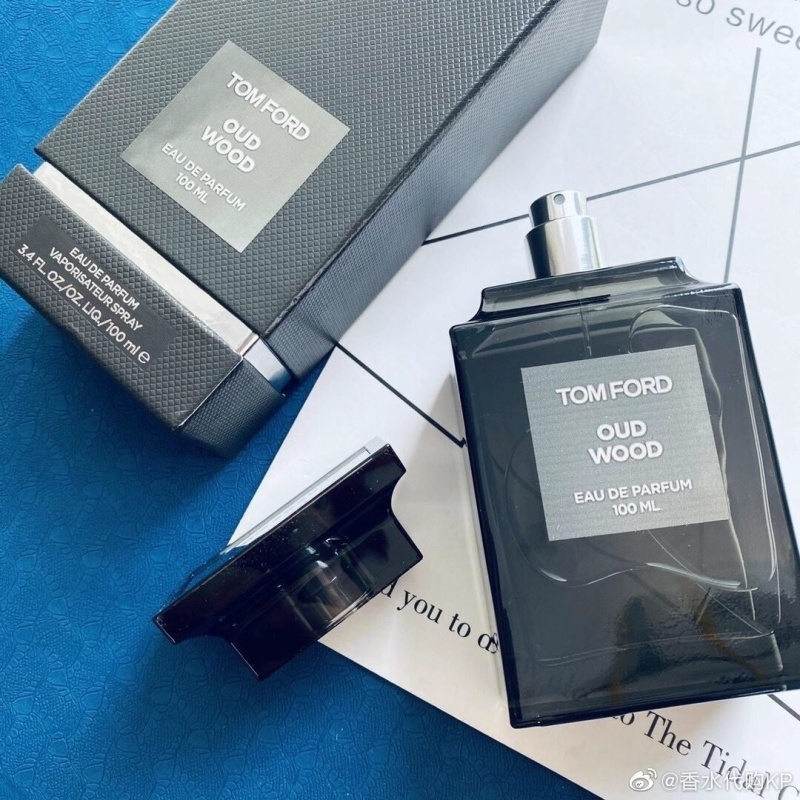 so swee
TOM FORD
OUD
WOOD
EAU DE PARFUM
100 ML
EAU DE PARFUM
VAPORISATEUR SPRAY
3.4 FL OZ/OZ. LIQ./100 ml ℮
TOM FORD
OUD
WOOD
EAU DE PARFUM
100 ML
you to
to The Tidal C
@香水代购KP